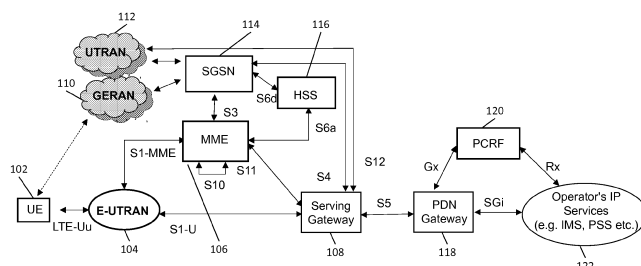 112
UTRAN
110
GERAN
114
SGSN
116
HSS
S6d
S3
S6a
MME
S1-MME
S10
S11
S4
S12
120
PCRF
Gx
Rx
102
UE
LTE-Uu
E-UTRAN
104
S1-U
106
Serving
Gateway
108
S5
PDN
Gateway
118
SGi
Operator's IP
Services
(e.g. IMS, PSS etc.)
122